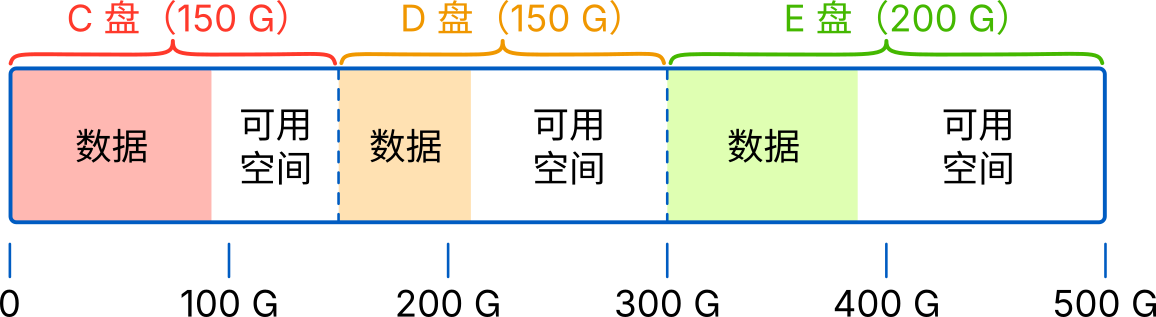 C 盘（150 G）
D 盘（150 G）
E 盘（200 G）
数据
可用
空间
数据
可用
空间
数据
可用
空间
0
100 G
200 G
300 G
400 G
500 G